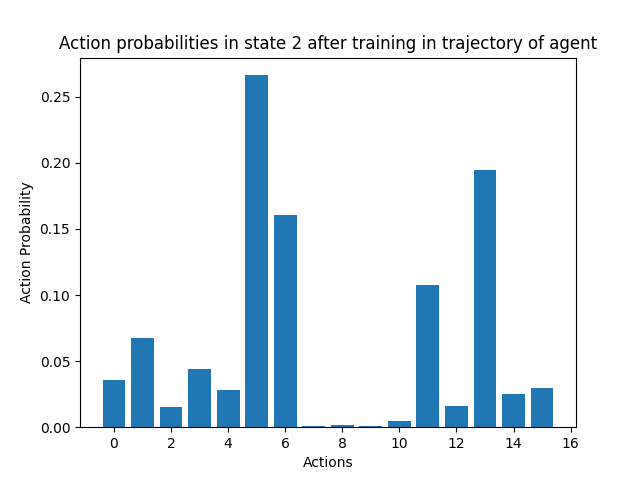 Action probabilities in state 2 after training in trajectory of agent
0.25
0.20
0.15
0.10
0.05
0.00
Action Probability
0 2 4 6 8 10 12 14 16
Actions